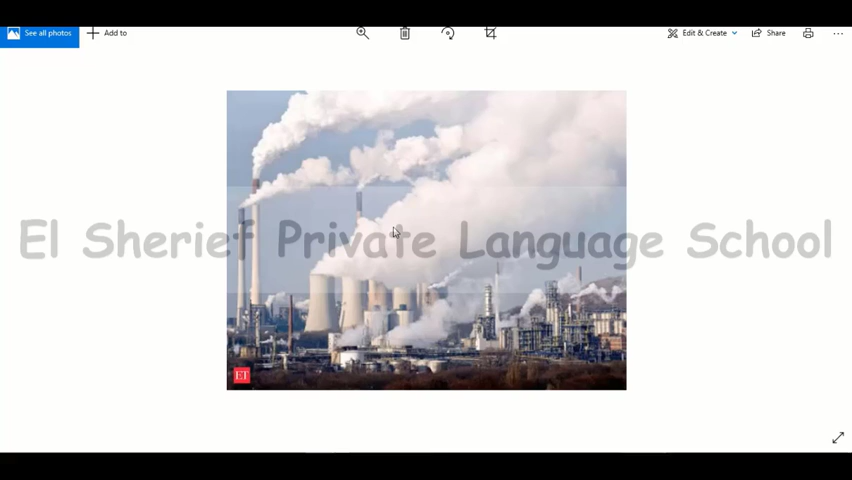 See all photos
Add to
Edit & Create
Share
El Sherief Private Language School
ET